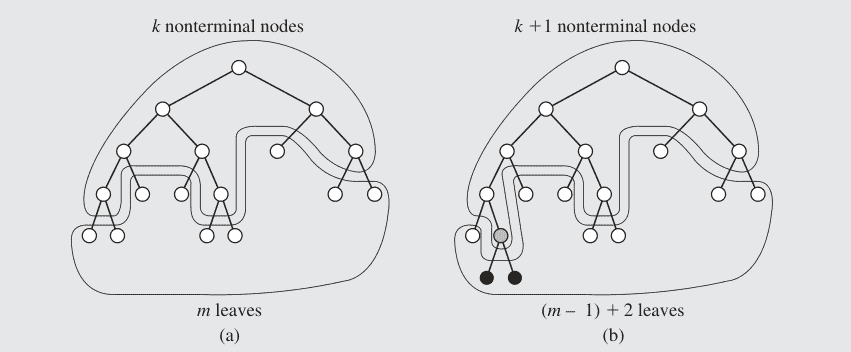 k nonterminal nodes
k +1 nonterminal nodes
m leaves
(m – 1) + 2 leaves
(a)
(b)